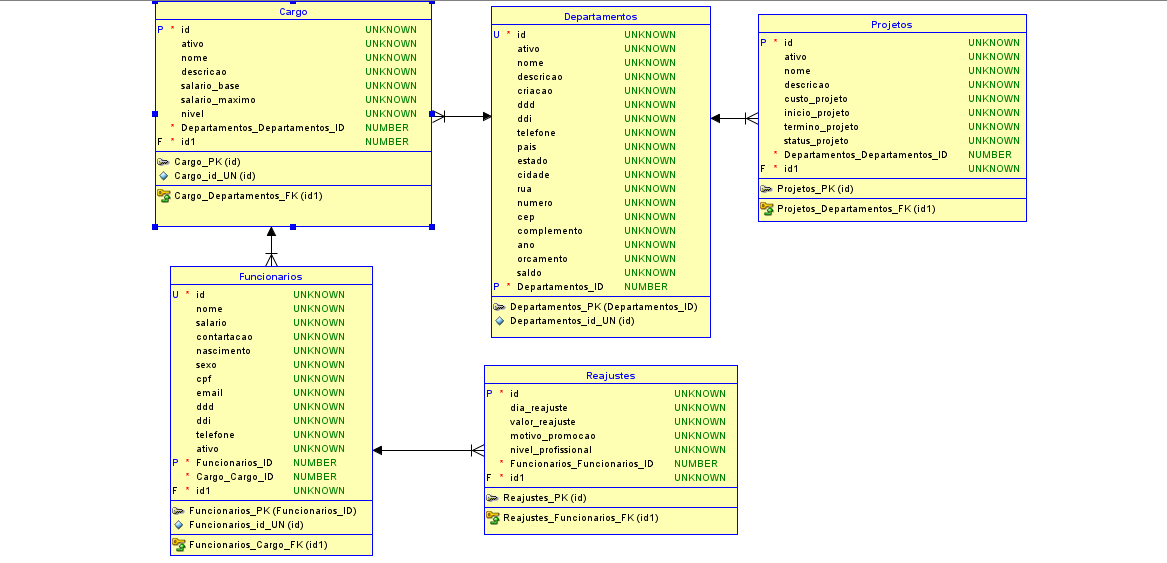 Cargo
P * id UNKNOWN
ativo UNKNOWN
nome UNKNOWN
descricao UNKNOWN
salario_base UNKNOWN
salario_maximo UNKNOWN
nivel UNKNOWN
* Departamentos_Departamentos_ID NUMBER
F * id1 NUMBER
Cargo_PK (id)
Cargo_id_UN (id)
Cargo_Departamentos_FK (id1)
Departamentos
U * id UNKNOWN
ativo UNKNOWN
nome UNKNOWN
descricao UNKNOWN
criacao UNKNOWN
ddd UNKNOWN
ddi UNKNOWN
telefone UNKNOWN
pais UNKNOWN
estado UNKNOWN
cidade UNKNOWN
rua UNKNOWN
numero UNKNOWN
cep UNKNOWN
complemento UNKNOWN
ano UNKNOWN
orcamento UNKNOWN
saldo UNKNOWN
P * Departamentos_ID NUMBER
Departamentos_PK (Departamentos_ID)
Departamentos_id_UN (id)
Projetos
P * id UNKNOWN
ativo UNKNOWN
nome UNKNOWN
descricao UNKNOWN
custo_projeto UNKNOWN
inicio_projeto UNKNOWN
termino_projeto UNKNOWN
status_projeto UNKNOWN
* Departamentos_Departamentos_ID NUMBER
F * id1 UNKNOWN
Projetos_PK (id)
Projetos_Departamentos_FK (id1)
Funcionarios
U * id UNKNOWN
nome UNKNOWN
salario UNKNOWN
contartacao UNKNOWN
nascimento UNKNOWN
sexo UNKNOWN
cpf UNKNOWN
email UNKNOWN
ddd UNKNOWN
ddi UNKNOWN
telefone UNKNOWN
ativo UNKNOWN
P * Funcionarios_ID NUMBER
* Cargo_Cargo_ID NUMBER
F * id1 UNKNOWN
Funcionarios_PK (Funcionarios_ID)
Funcionarios_id_UN (id)
Funcionarios_Cargo_FK (id1)
Reajustes
P * id UNKNOWN
dia_reajuste UNKNOWN
valor_reajuste UNKNOWN
motivo_promocao UNKNOWN
nivel_profissional UNKNOWN
* Funcionarios_Funcionarios_ID NUMBER
F * id1 UNKNOWN
Reajustes_PK (id)
Reajustes_Funcionarios_FK (id1)